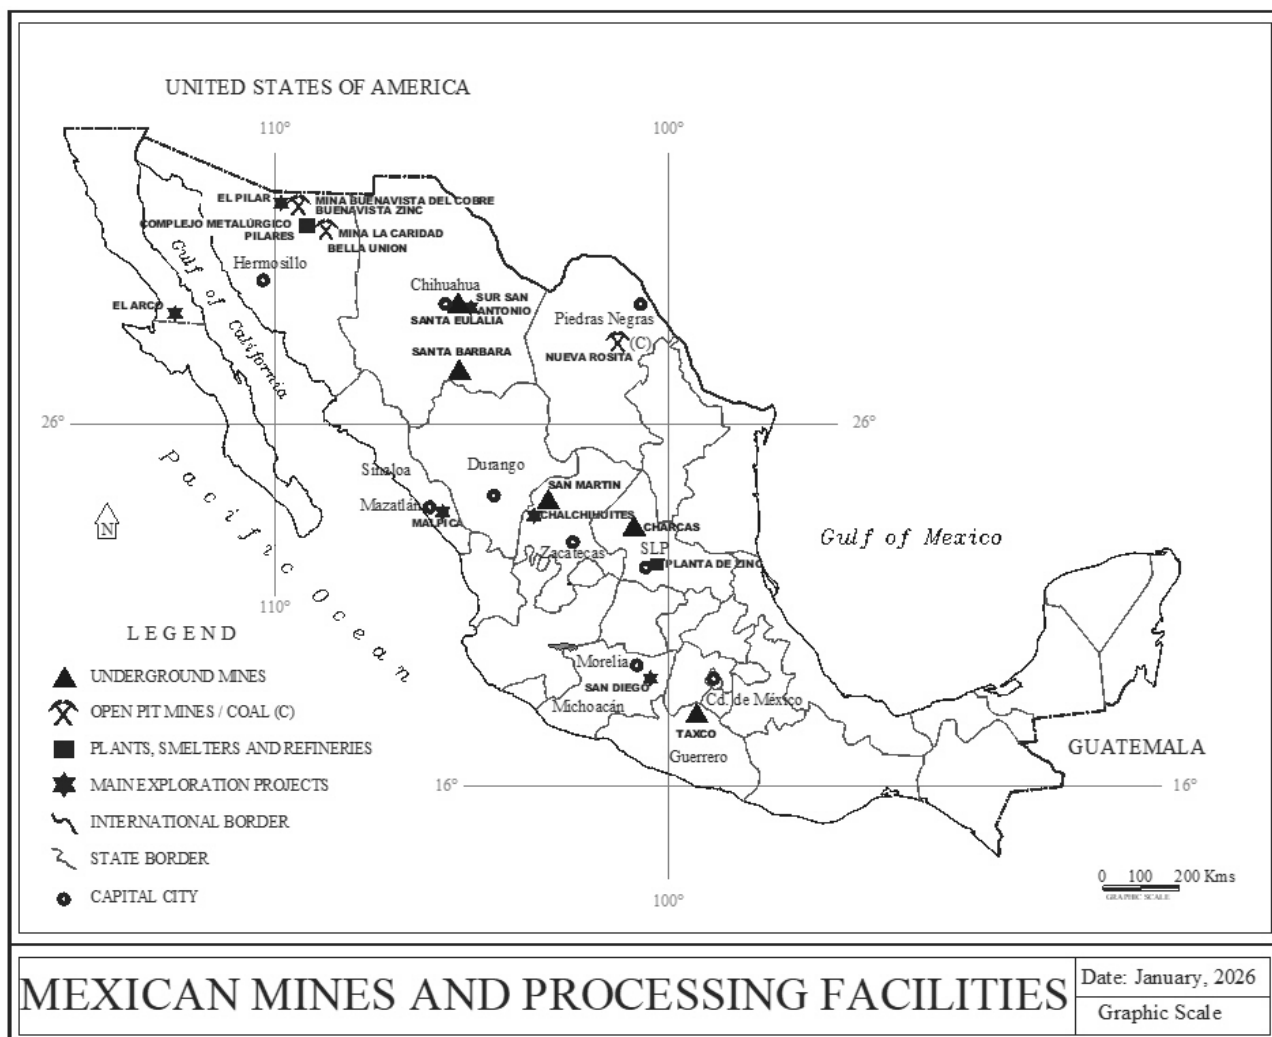 UNITED STATES OF AMERICA
110°
100°
EL PILAR
MINA BUENAVISTA DEL COBRE
BUENAVISTA ZINC
COMPLEJO METALÚRGICO
PILARES
MINA LA CARIDAD
BELLA UNION
Gulf of California
Hermosillo
Chihuahua
SUR SAN
ANTONIO
SANTA EULALIA
EL ARCO
Piedras Negras
(C)
NUEVA ROSITA
SANTA BARBARA
26°
26°
Pacific Ocean
Sinaloa
Durango
SAN MARTIN
Mazatlán
MALPICA
CHALCHIHUITES
CHARCAS
N
Zacatecas
SLP
PLANTA DE ZINC
Gulf of Mexico
110°
LEGEND
UNDERGROUND MINES
OPEN PIT MINES / COAL (C)
PLANTS, SMELTERS AND REFINERIES
MAIN EXPLORATION PROJECTS
INTERNATIONAL BORDER
STATE BORDER
CAPITAL CITY
Morelia
SAN DIEGO
Michoacán
Cd. de México
TAXCO
Guerrero
GUATEMALA
16°
16°
100°
0 100 200 Kms
GRAPHIC SCALE
MEXICAN MINES AND PROCESSING FACILITIES
Date: January, 2026
Graphic Scale